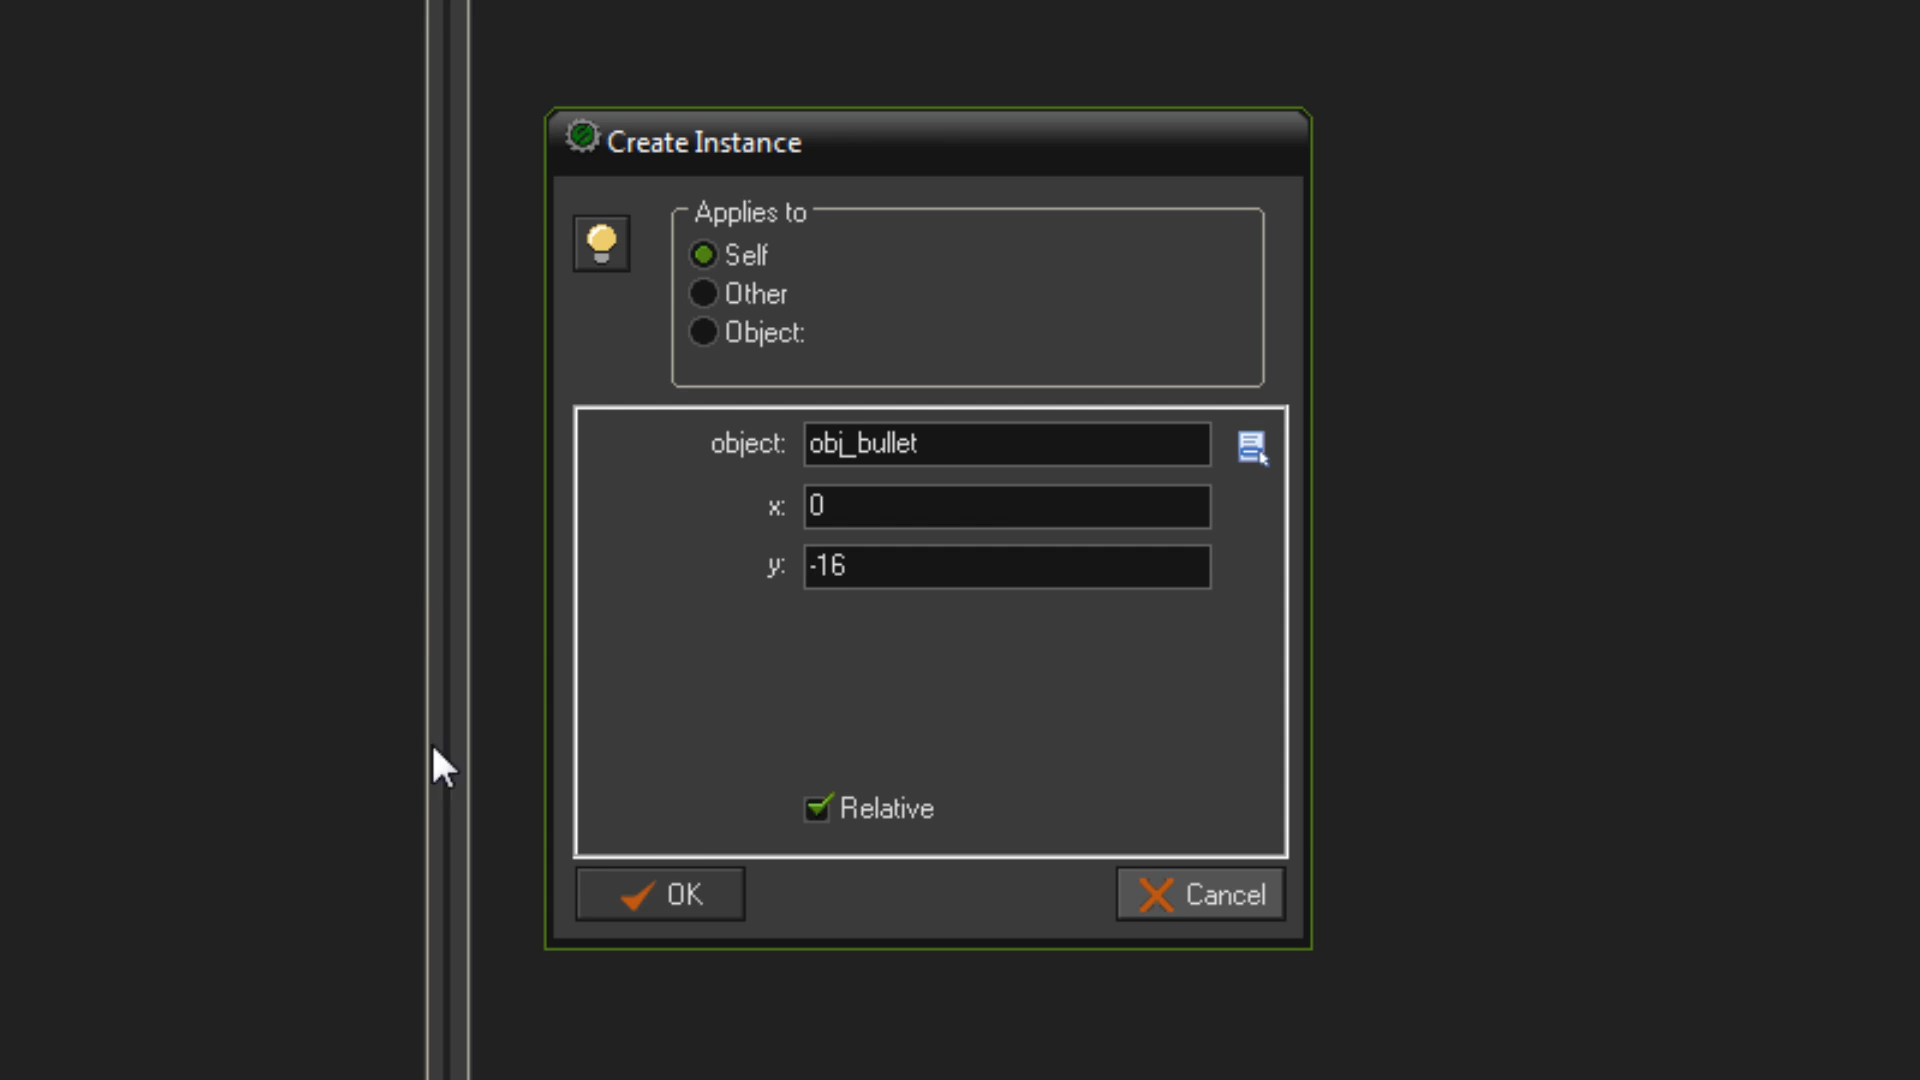 Create Instance
Applies to
Self
Other
Object:
object: obj_bullet
x: 0
y: -16
Relative
OK
Cancel